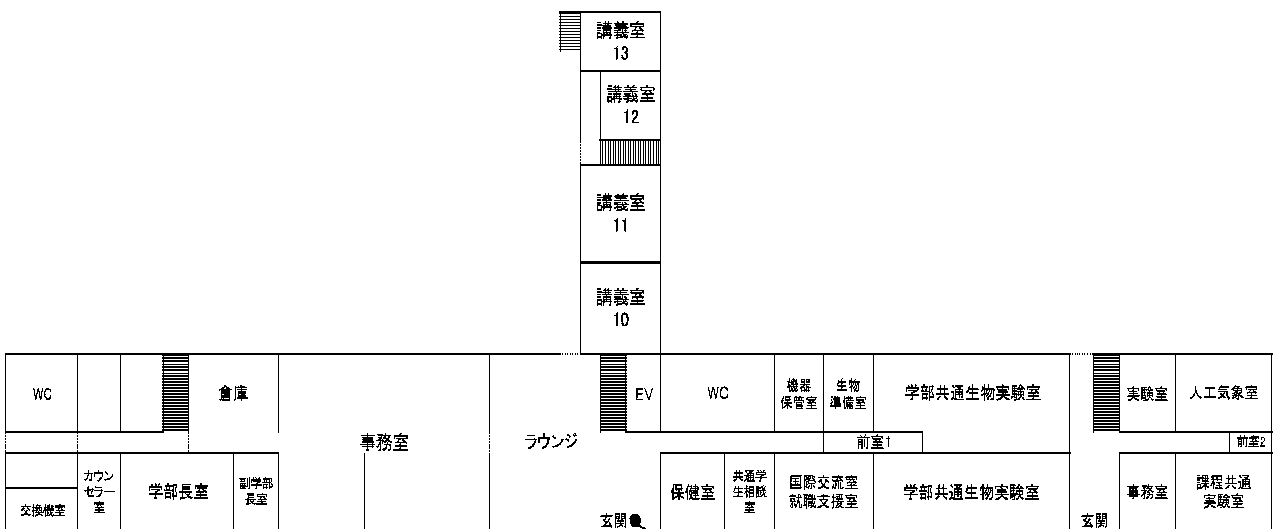 講義室
13
講義室
12
講義室
11
講義室
10
WC
倉庫
事務室
ラウンジ
EV
WC
機器
保管室
生物
準備室
学部共通生物実験室
実験室
人工気象室
前室1
前室2
交換機室
カウン
セラー
室
学部長室
副学部
長室
保健室
共通学
生相談
室
国際交流室
就職支援室
学部共通生物実験室
事務室
課程共通
実験室
玄関
玄関